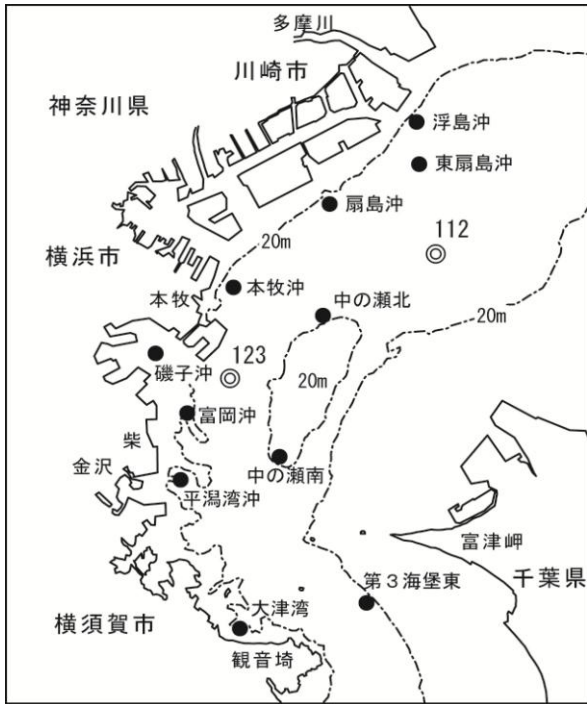 多摩川
川崎市
神奈川県
浮島沖
東扇島沖
扇島沖
112
20m
横浜市
本牧
本牧沖
中の瀬北
20m
123
磯子沖
20m
富岡沖
柴
金沢
中の瀬南
平潟湾沖
富津岬
千葉県
第3海堡東
大津湾
横須賀市
観音埼